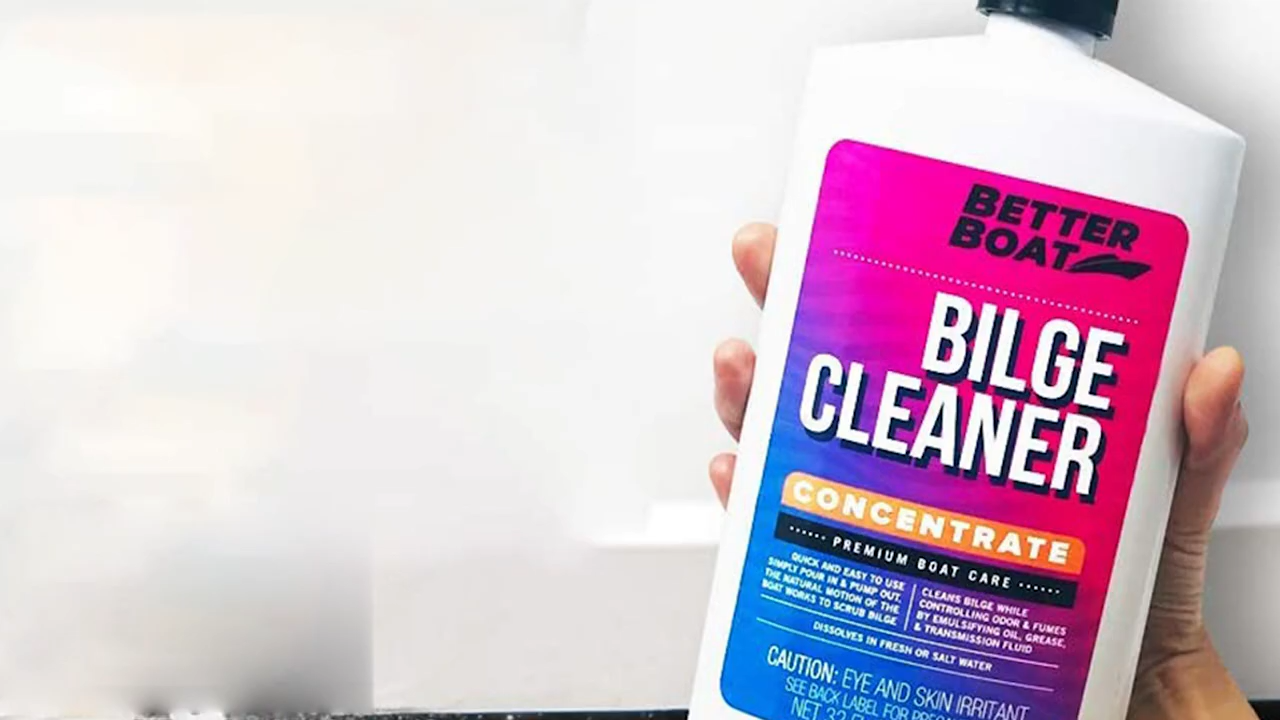 BETTER
BOAT
BILGE
CLEANER
CONCENTRATE
PREMIUM BOAT CARE
QUICK AND EASY TO USE
SIMPLY POUR IN & PUMP OUT,
THE NATURAL MOTION OF THE
BOAT WORKS TO SCRUB BILGE
CLEANS BILGE WHILE
CONTROLLING ODOR & FUMES
BY EMULSIFYING OIL, GREASE,
& TRANSMISSION FLUID
DISSOLVES IN FRESH OR SALT WATER
CAUTION: EYE AND SKIN IRRITANT
SEE BACK LABEL FOR
NET 32